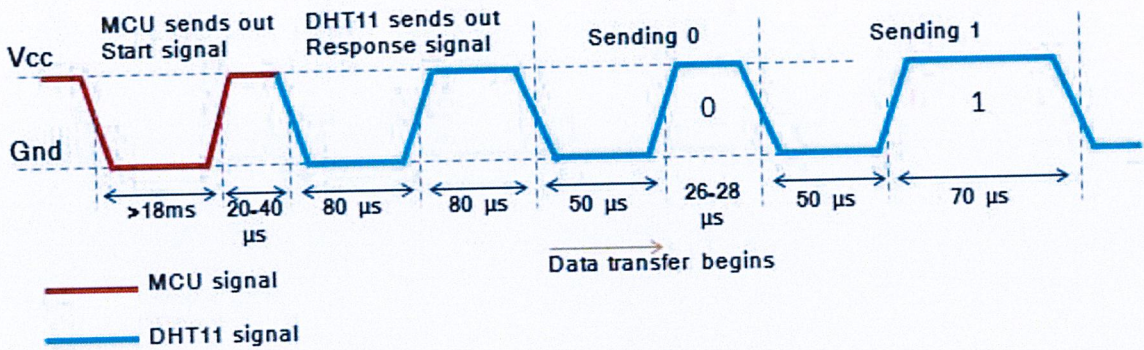 MCU sends out
Start signal
DHT11 sends out
Response signal
Sending 0
Sending 1
Vcc
0
1
Gnd
>18ms
20-40
µs
80 µs
80 µs
50 µs
26-28
µs
50 µs
70 µs
Data transfer begins
MCU signal
DHT11 signal